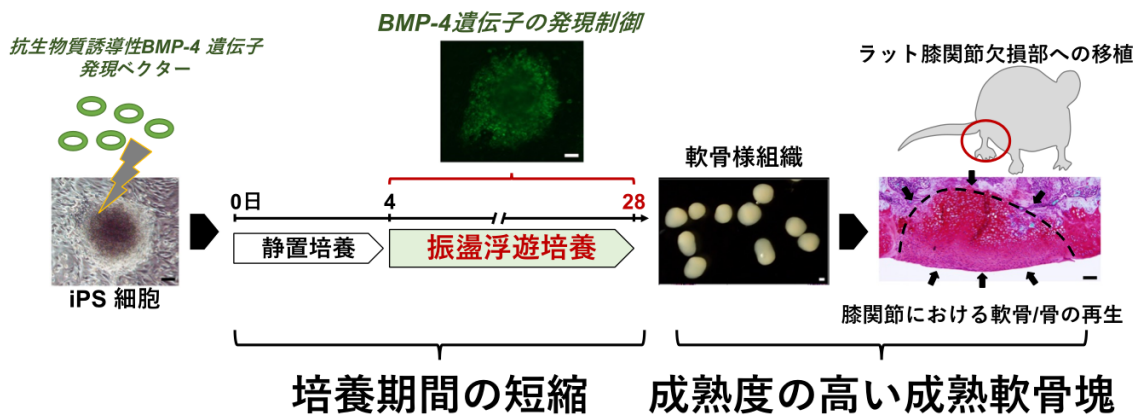 抗生物質誘導性BMP-4 遺伝子
発現ベクター
BMP-4遺伝子の発現制御
ラット膝関節欠損部への移植
軟骨様組織
0日
4
28
静置培養
振盪浮遊培養
iPS 細胞
膝関節における軟骨/骨の再生
培養期間の短縮
成熟度の高い成熟軟骨塊